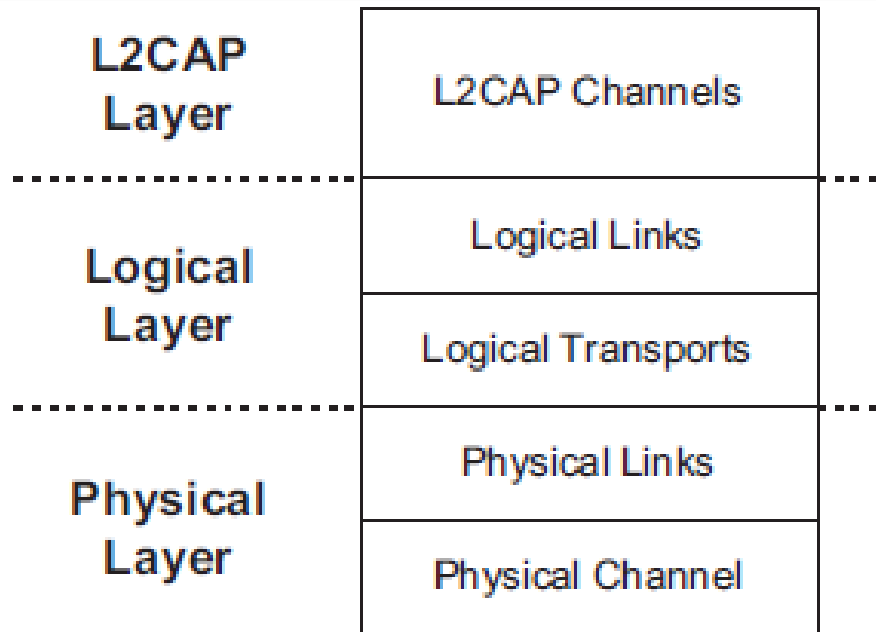 L2CAP
Layer
L2CAP Channels
Logical
Layer
Logical Links
Logical Transports
Physical
Layer
Physical Links
Physical Channel